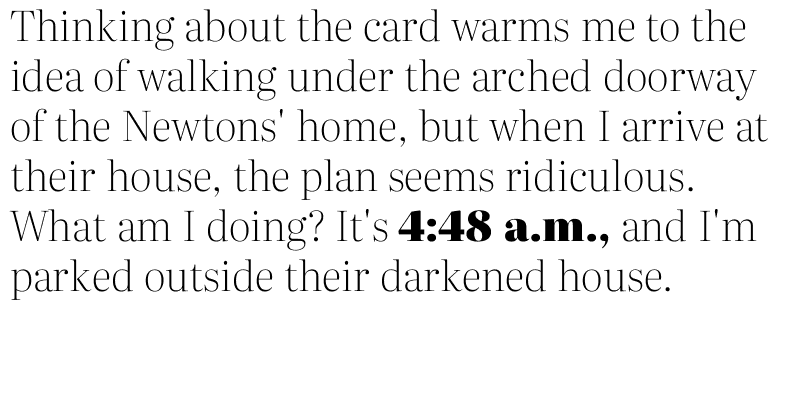 Thinking about the card warms me to the
idea of walking under the arched doorway
of the Newtons' home, but when I arrive at
their house, the plan seems ridiculous.
What am I doing? It's 4:48 a.m., and I'm
parked outside their darkened house.